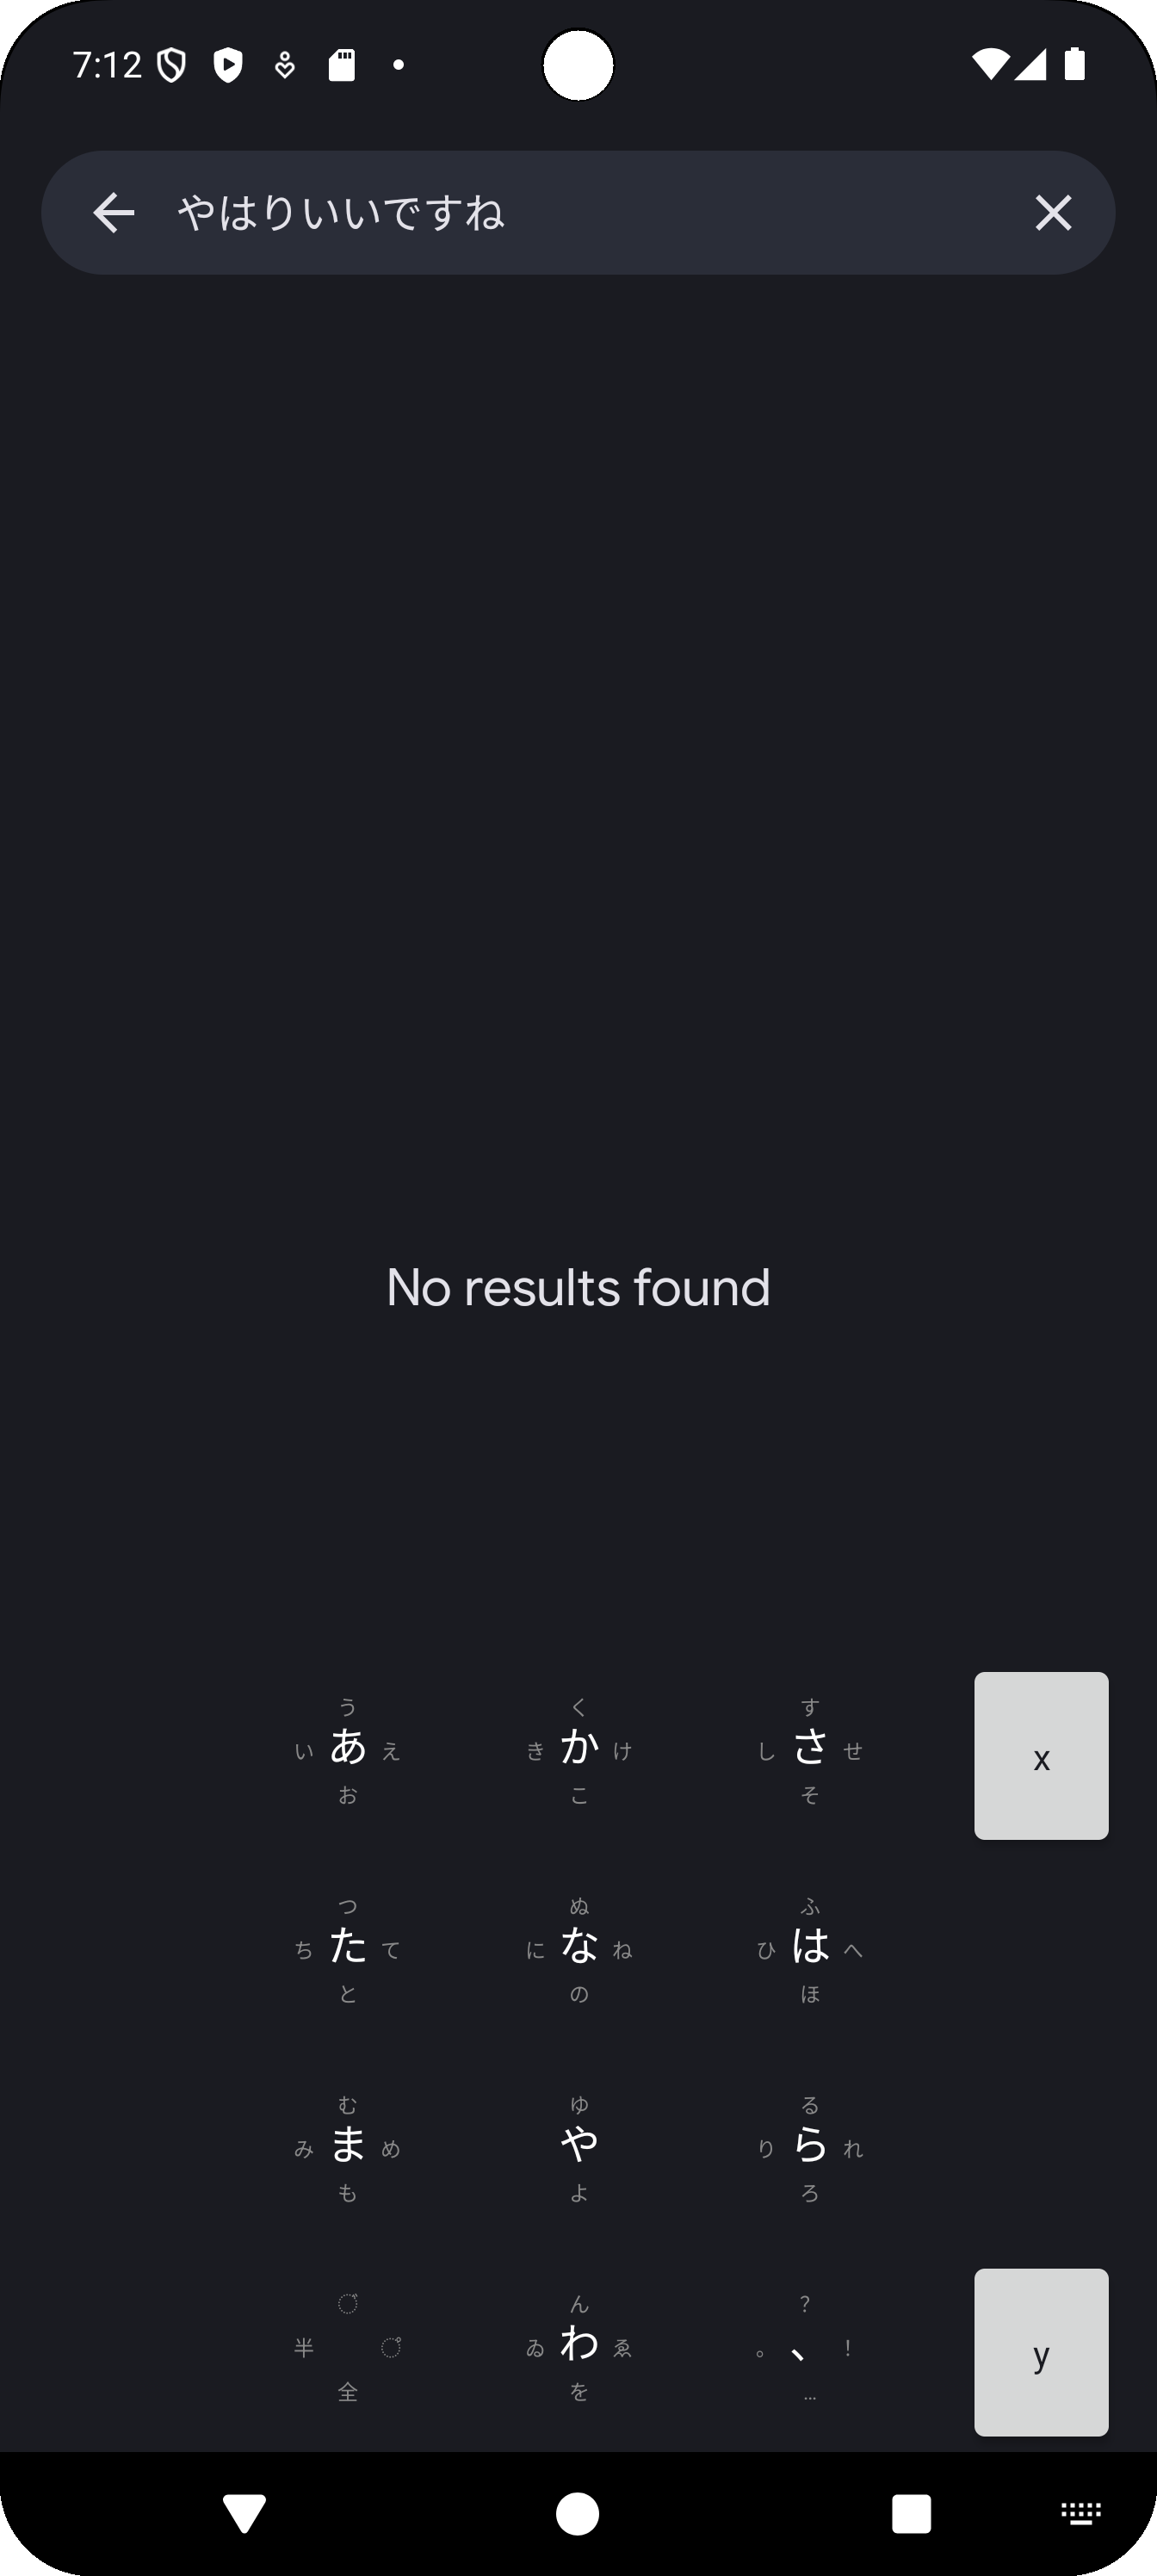 7:12
やはりいいですね
No results found
う く す
い あ え き か け し さ せ x
お こ そ
つ ぬ ふ
ち た て に な ね ひ は へ
と の ほ
む ゆ る
み ま め や り ら れ
も よ ろ
゙ ん ?
半 ゚ ゐ わ ゑ 。 、 ! y
全 を …